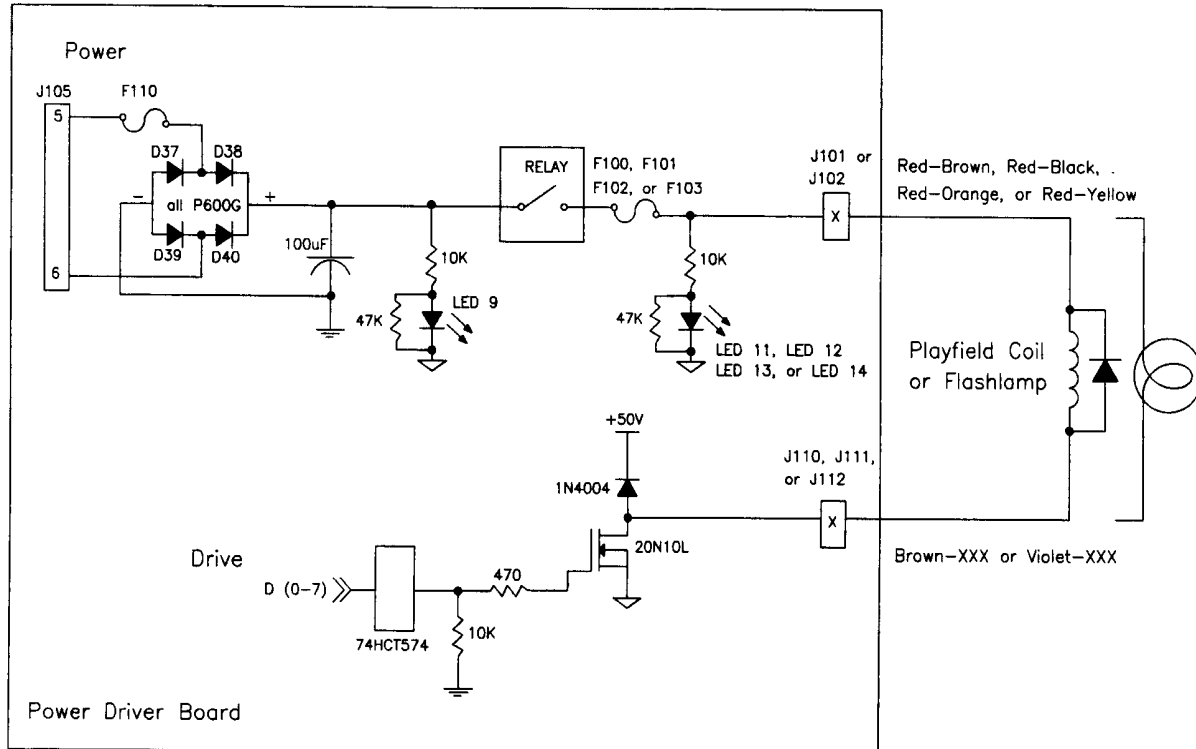 Power
J105
F110
5
D37
D38
-
+
all P600G
D39
D40
6
100uF
10K
47K
LED 9
RELAY
F100, F101
F102, or F103
10K
47K
LED 11, LED 12
LED 13, or LED 14
J101 or
J102
X
Red-Brown, Red-Black, .
Red-Orange, or Red-Yellow
Playfield Coil
or Flashlamp
+50V
1N4004
20N10L
J110, J111,
or J112
X
Brown-XXX or Violet-XXX
Drive
D (0-7)
74HCT574
470
10K
Power Driver Board